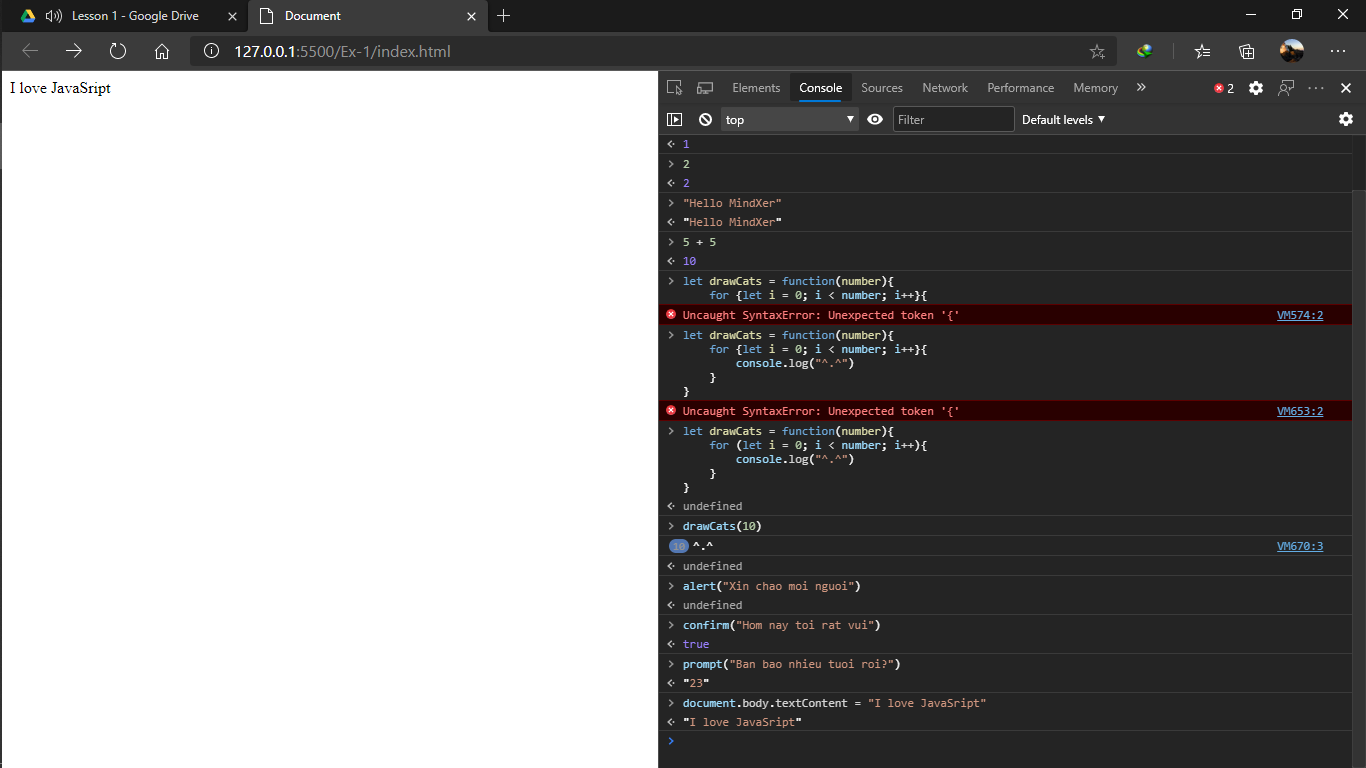 Lesson 1 - Google Drive
Document
127.0.0.1:5500/Ex-1/index.html
I love JavaSript
Elements
Console
Sources
Network
Performance
Memory
2
top
Filter
Default levels
1
2
2
"Hello MindXer"
"Hello MindXer"
5 + 5
10
let drawCats = function(number){
for {let i = 0; i < number; i++}{
Uncaught SyntaxError: Unexpected token '{' VM574:2
let drawCats = function(number){
for {let i = 0; i < number; i++}{
console.log("^.^")
}
}
Uncaught SyntaxError: Unexpected token '{' VM653:2
let drawCats = function(number){
for (let i = 0; i < number; i++){
console.log("^.^")
}
}
undefined
drawCats(10)
10 ^.^ VM670:3
undefined
alert("Xin chao moi nguoi")
undefined
confirm("Hom nay toi rat vui")
true
prompt("Ban bao nhieu tuoi roi?")
"23"
document.body.textContent = "I love JavaSript"
"I love JavaSript"